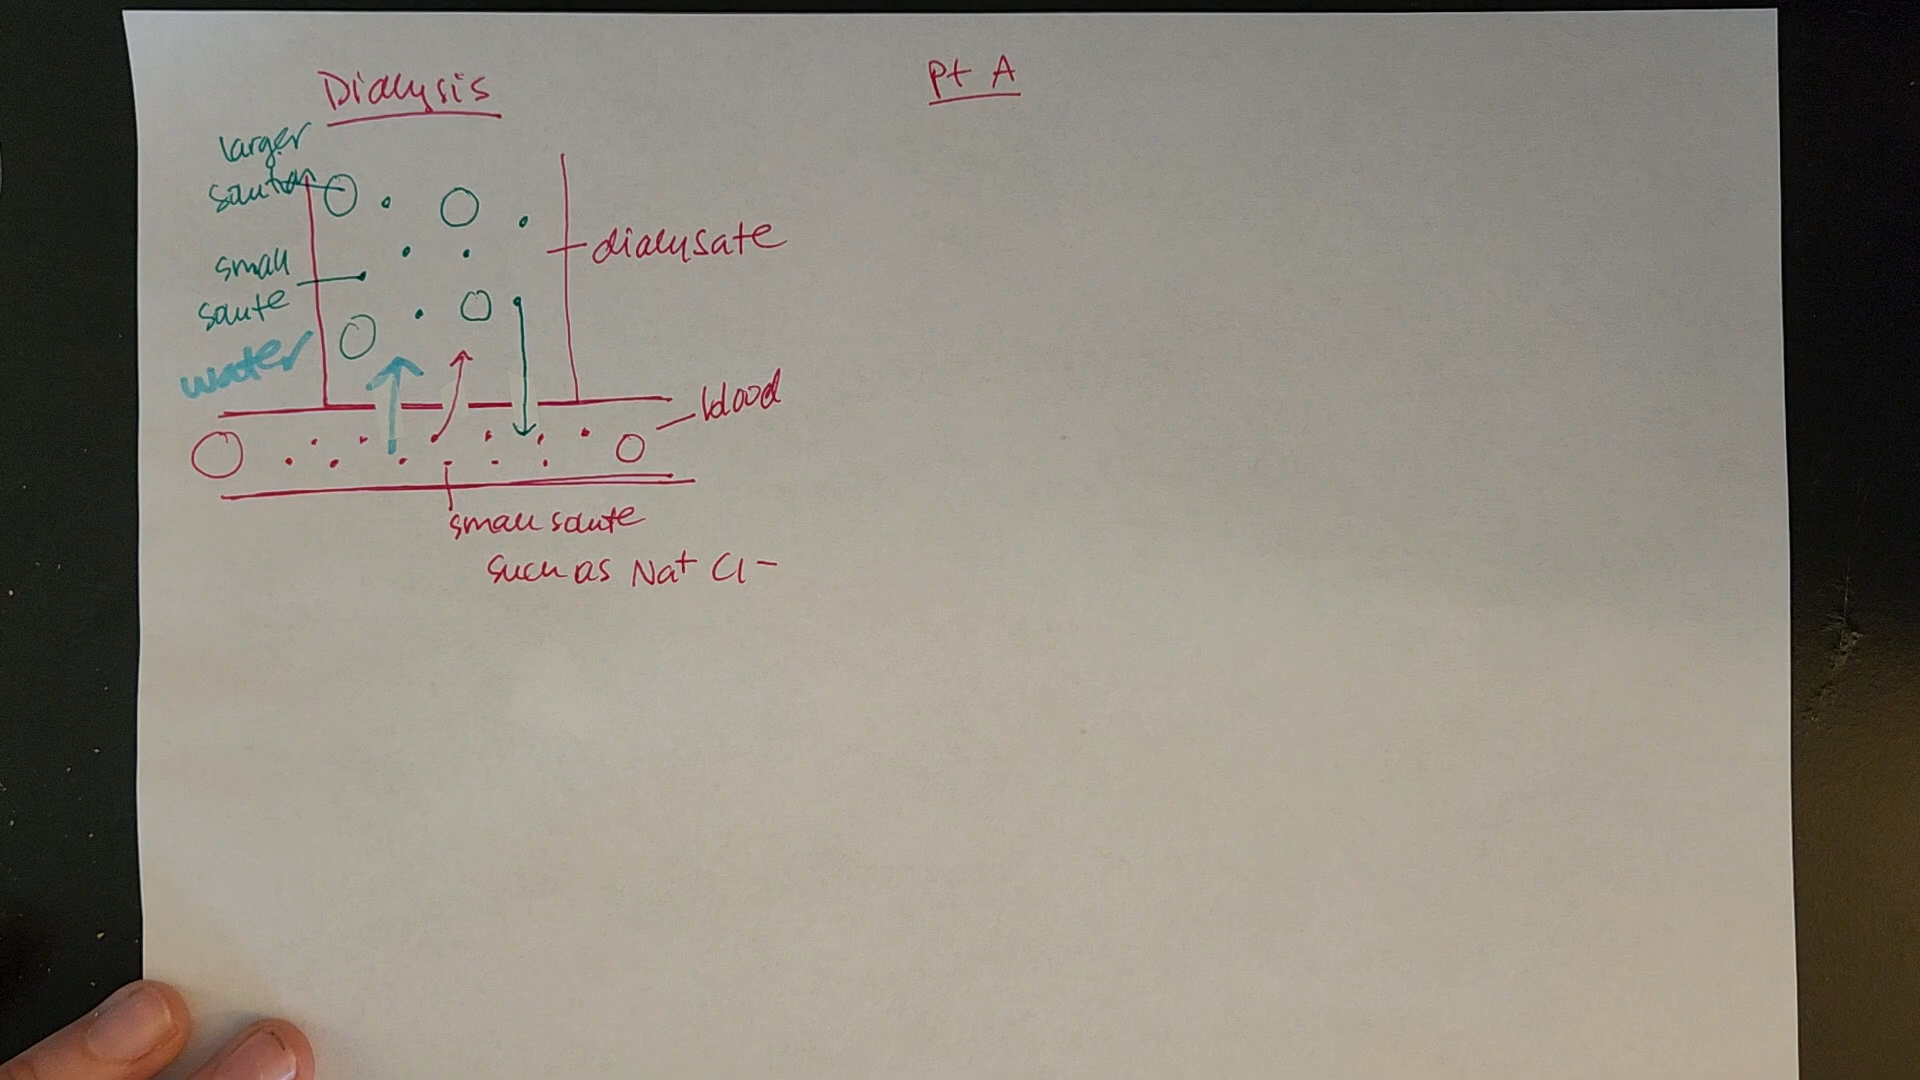 Dialysis
pt A
larger
solute
small
solute
water
dialysate
blood
small solute
such as Na+ Cl-